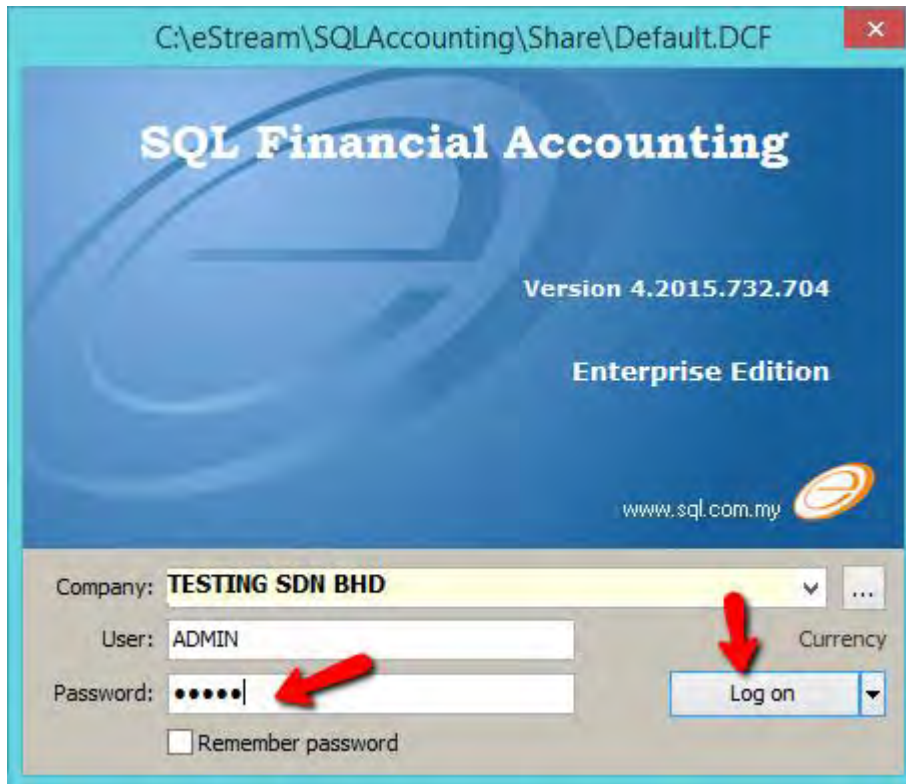 C:\eStream\SQLAccounting\Share\Default.DCF
SQL Financial Accounting
Version 4.2015.732.704
Enterprise Edition
www.sql.com.my
Company: TESTING SDN BHD ...
User: ADMIN Currency
Password: ••••• Log on
Remember password